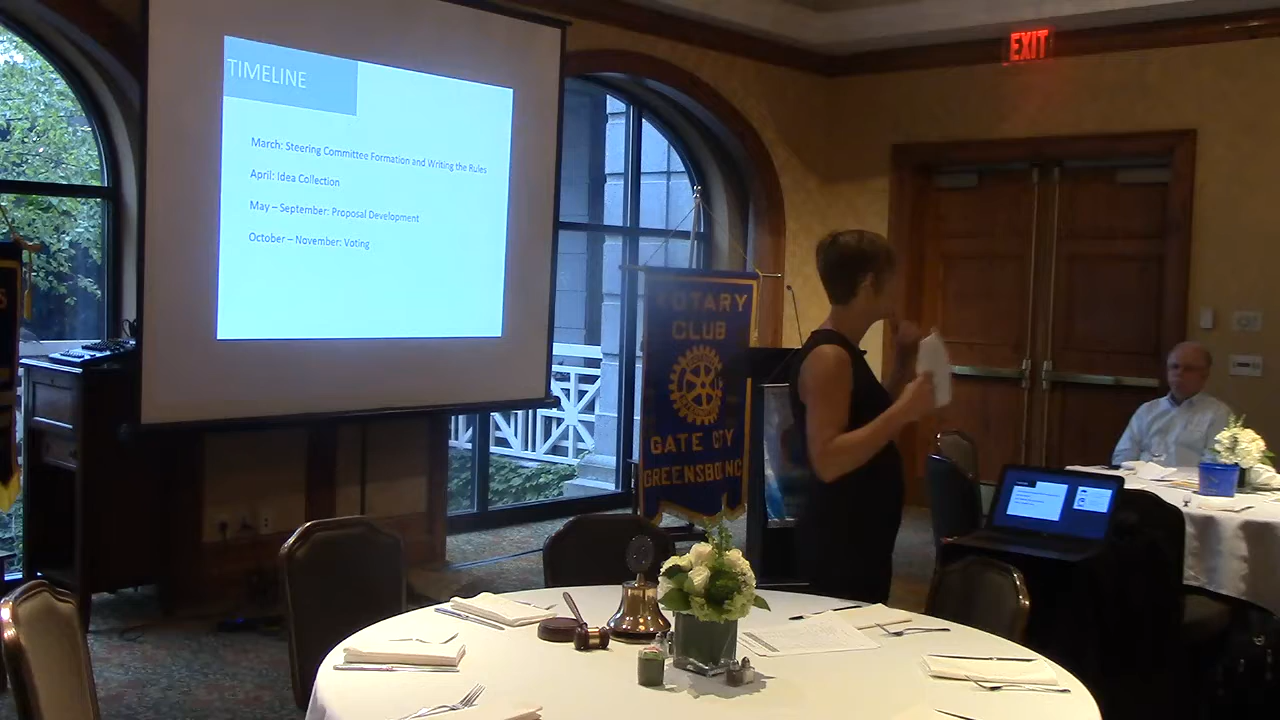 TIMELINE
March: Steering Committee Formation and Writing the Rules
April: Idea Collection
May – September: Proposal Development
October – November: Voting
EXIT
ROTARY
CLUB
GATE CITY
GREENSBO NC